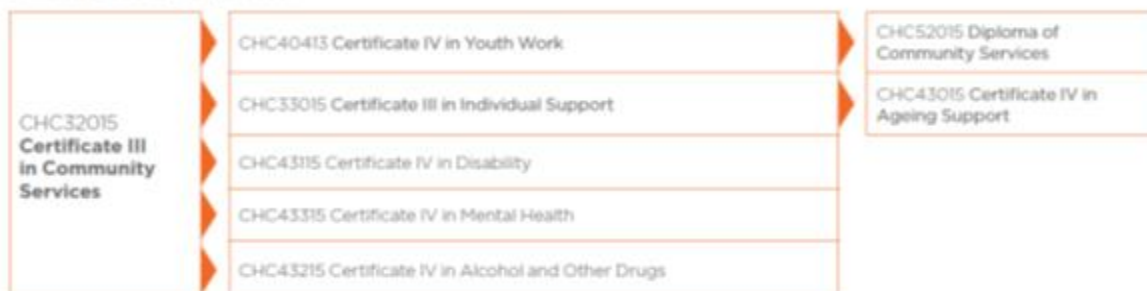 CHC32015
Certificate III
in Community
Services
CHC40413 Certificate IV in Youth Work
CHC33015 Certificate III in Individual Support
CHC43115 Certificate IV in Disability
CHC43315 Certificate IV in Mental Health
CHC43215 Certificate IV in Alcohol and Other Drugs
CHC52015 Diploma of
Community Services
CHC43015 Certificate IV in
Ageing Support